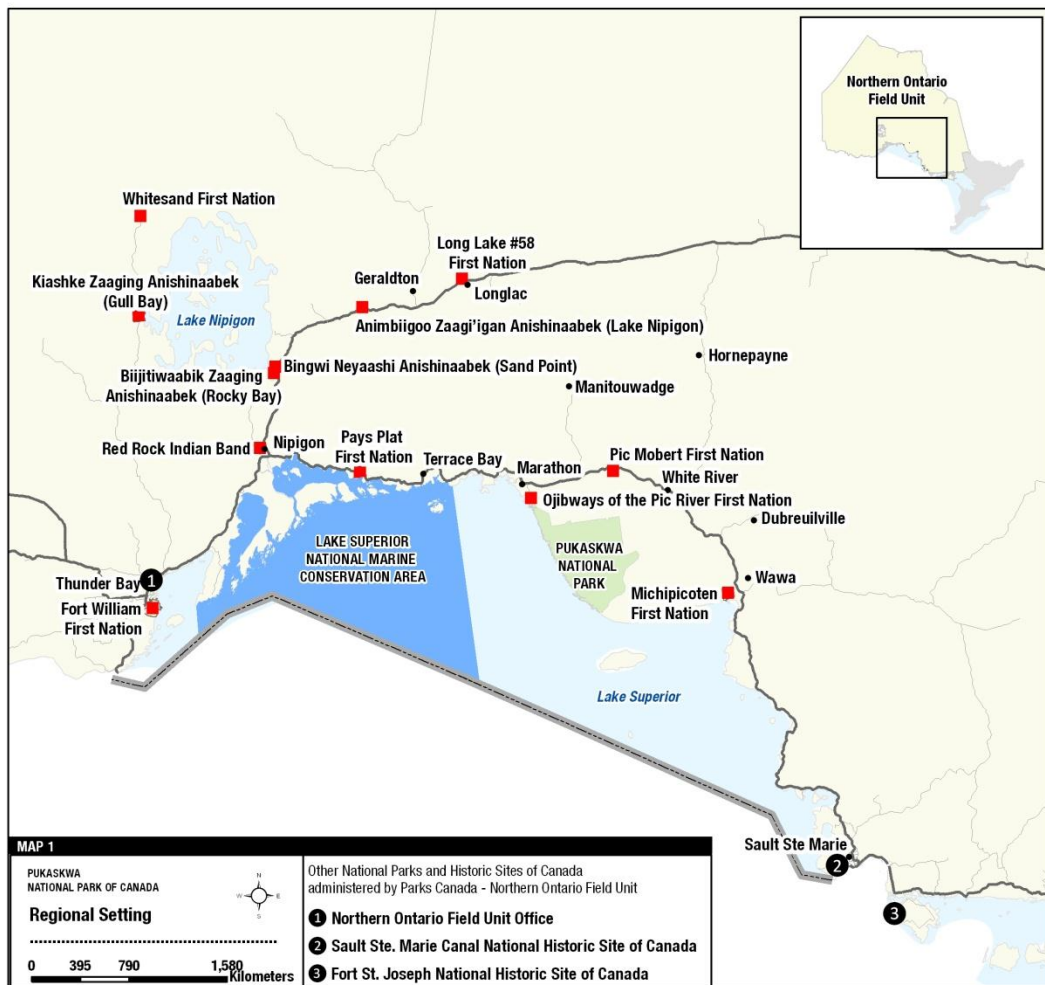 Northern Ontario
Field Unit
Whitesand First Nation
Long Lake #58
First Nation
Geraldton
Longlac
Kiashke Zaaging Anishinaabek
(Gull Bay)
Lake Nipigon
Animbiigoo Zaagi'igan Anishinaabek (Lake Nipigon)
Hornepayne
Bingwi Neyaashi Anishinaabek (Sand Point)
Biijitiwaabik Zaaging
Anishinaabek (Rocky Bay)
Manitouwadge
Red Rock Indian Band
Nipigon
Pays Plat
First Nation
Terrace Bay
Marathon
Pic Mobert First Nation
White River
Ojibways of the Pic River First Nation
Dubreuilville
LAKE SUPERIOR
NATIONAL MARINE
CONSERVATION AREA
PUKASKWA
NATIONAL
PARK
Thunder Bay
1
Wawa
Fort William
First Nation
Michipicoten
First Nation
Lake Superior
Sault Ste Marie
2
3
MAP 1
PUKASKWA
NATIONAL PARK OF CANADA
Regional Setting
N
W E
S
0 395 790 1,580
Kilometers
Other National Parks and Historic Sites of Canada
administered by Parks Canada - Northern Ontario Field Unit
1 Northern Ontario Field Unit Office
2 Sault Ste. Marie Canal National Historic Site of Canada
3 Fort St. Joseph National Historic Site of Canada